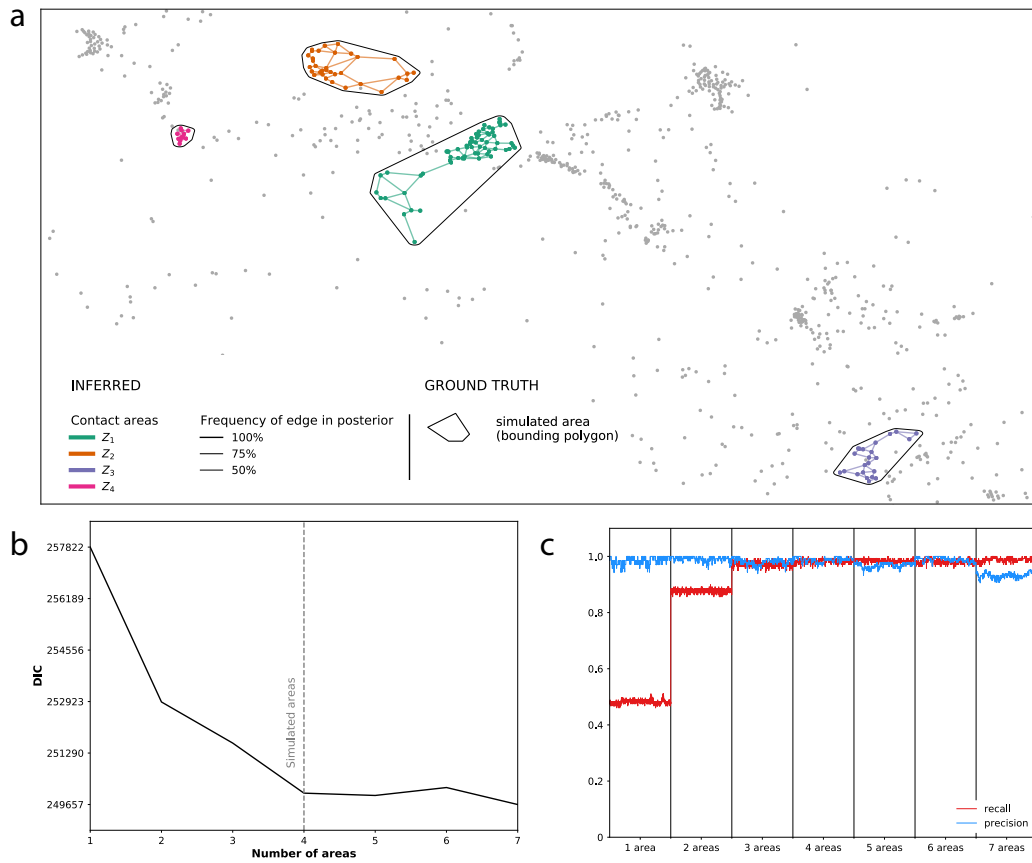 a
INFERRED
Contact areas
Z1
Z2
Z3
Z4
Frequency of edge in posterior
100%
75%
50%
GROUND TRUTH
simulated area
(bounding polygon)
b
257822
256189
254556
252923
251290
249657
DIC
Simulated areas
1 2 3 4 5 6 7
Number of areas
c
1.0
0.8
0.6
0.4
0.2
0
recall
precision
1 area 2 areas 3 areas 4 areas 5 areas 6 areas 7 areas